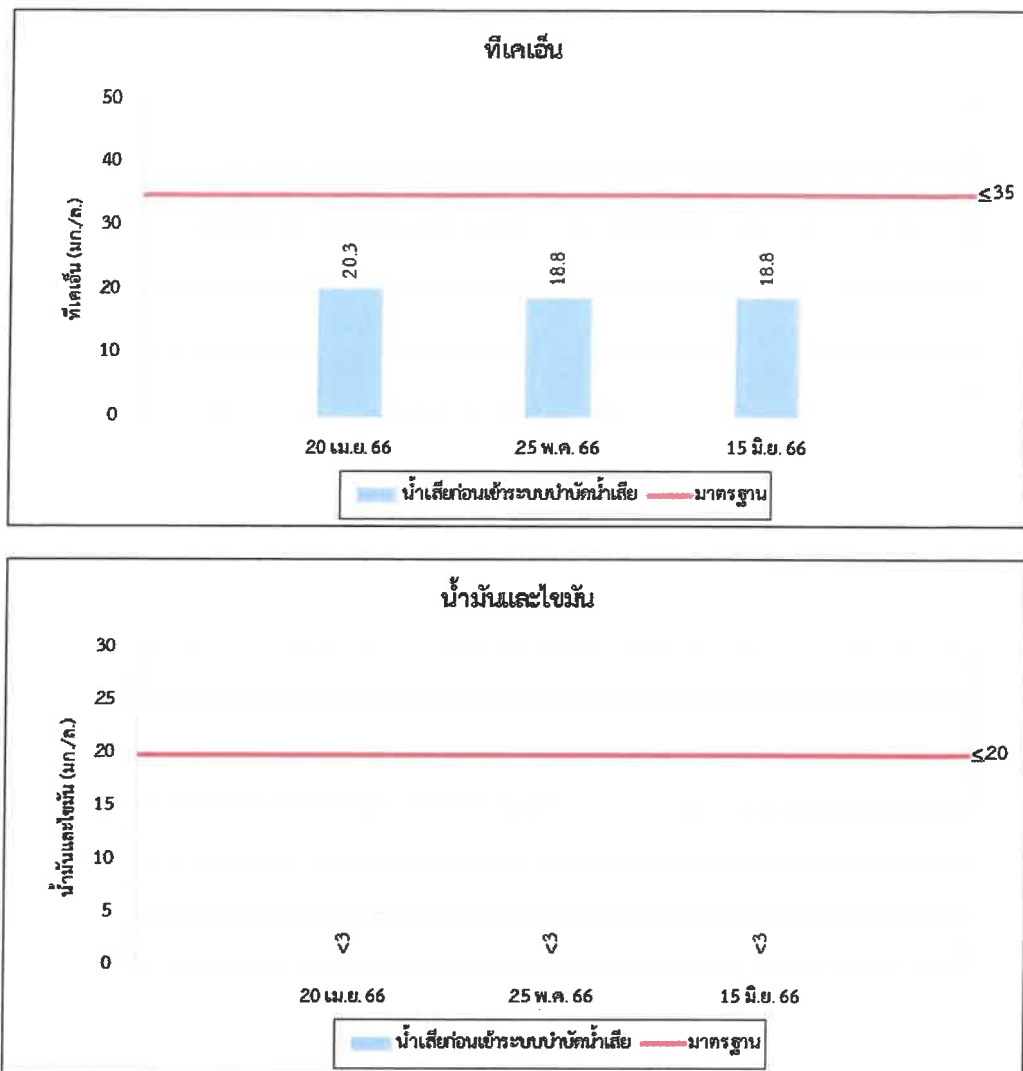 ทีเคเอ็น
50
40
30
20
10
0
ทีเคเอ็น (มก./ล.)
≤35
20.3
18.8
18.8
20 เม.ย. 66
25 พ.ค. 66
15 มิ.ย. 66
น้ำเสียก่อนเข้าระบบบำบัดน้ำเสีย
มาตรฐาน
น้ำมันและไขมัน
30
25
20
15
10
5
0
น้ำมันและไขมัน (มก./ล.)
≤20
<3
<3
<3
20 เม.ย. 66
25 พ.ค. 66
15 มิ.ย. 66
น้ำเสียก่อนเข้าระบบบำบัดน้ำเสีย
มาตรฐาน